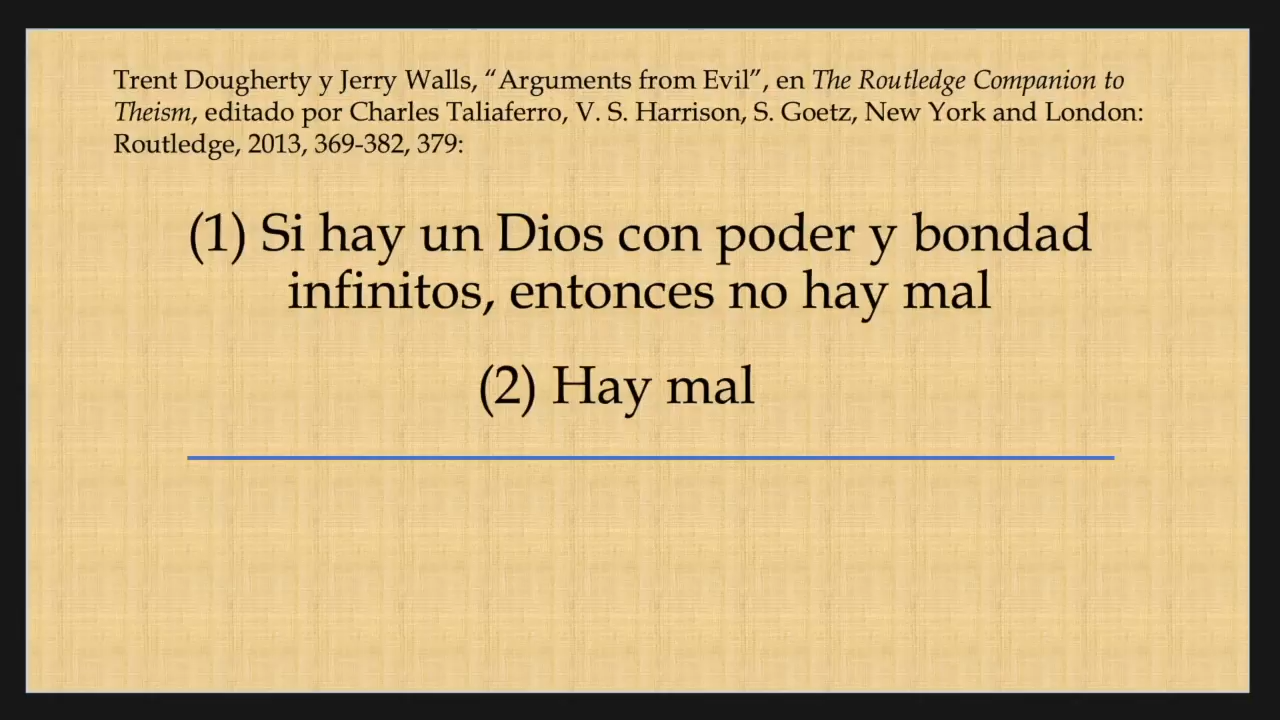 Trent Dougherty y Jerry Walls, “Arguments from Evil”, en The Routledge Companion to
Theism, editado por Charles Taliaferro, V. S. Harrison, S. Goetz, New York and London:
Routledge, 2013, 369-382, 379:
(1) Si hay un Dios con poder y bondad
infinitos, entonces no hay mal
(2) Hay mal